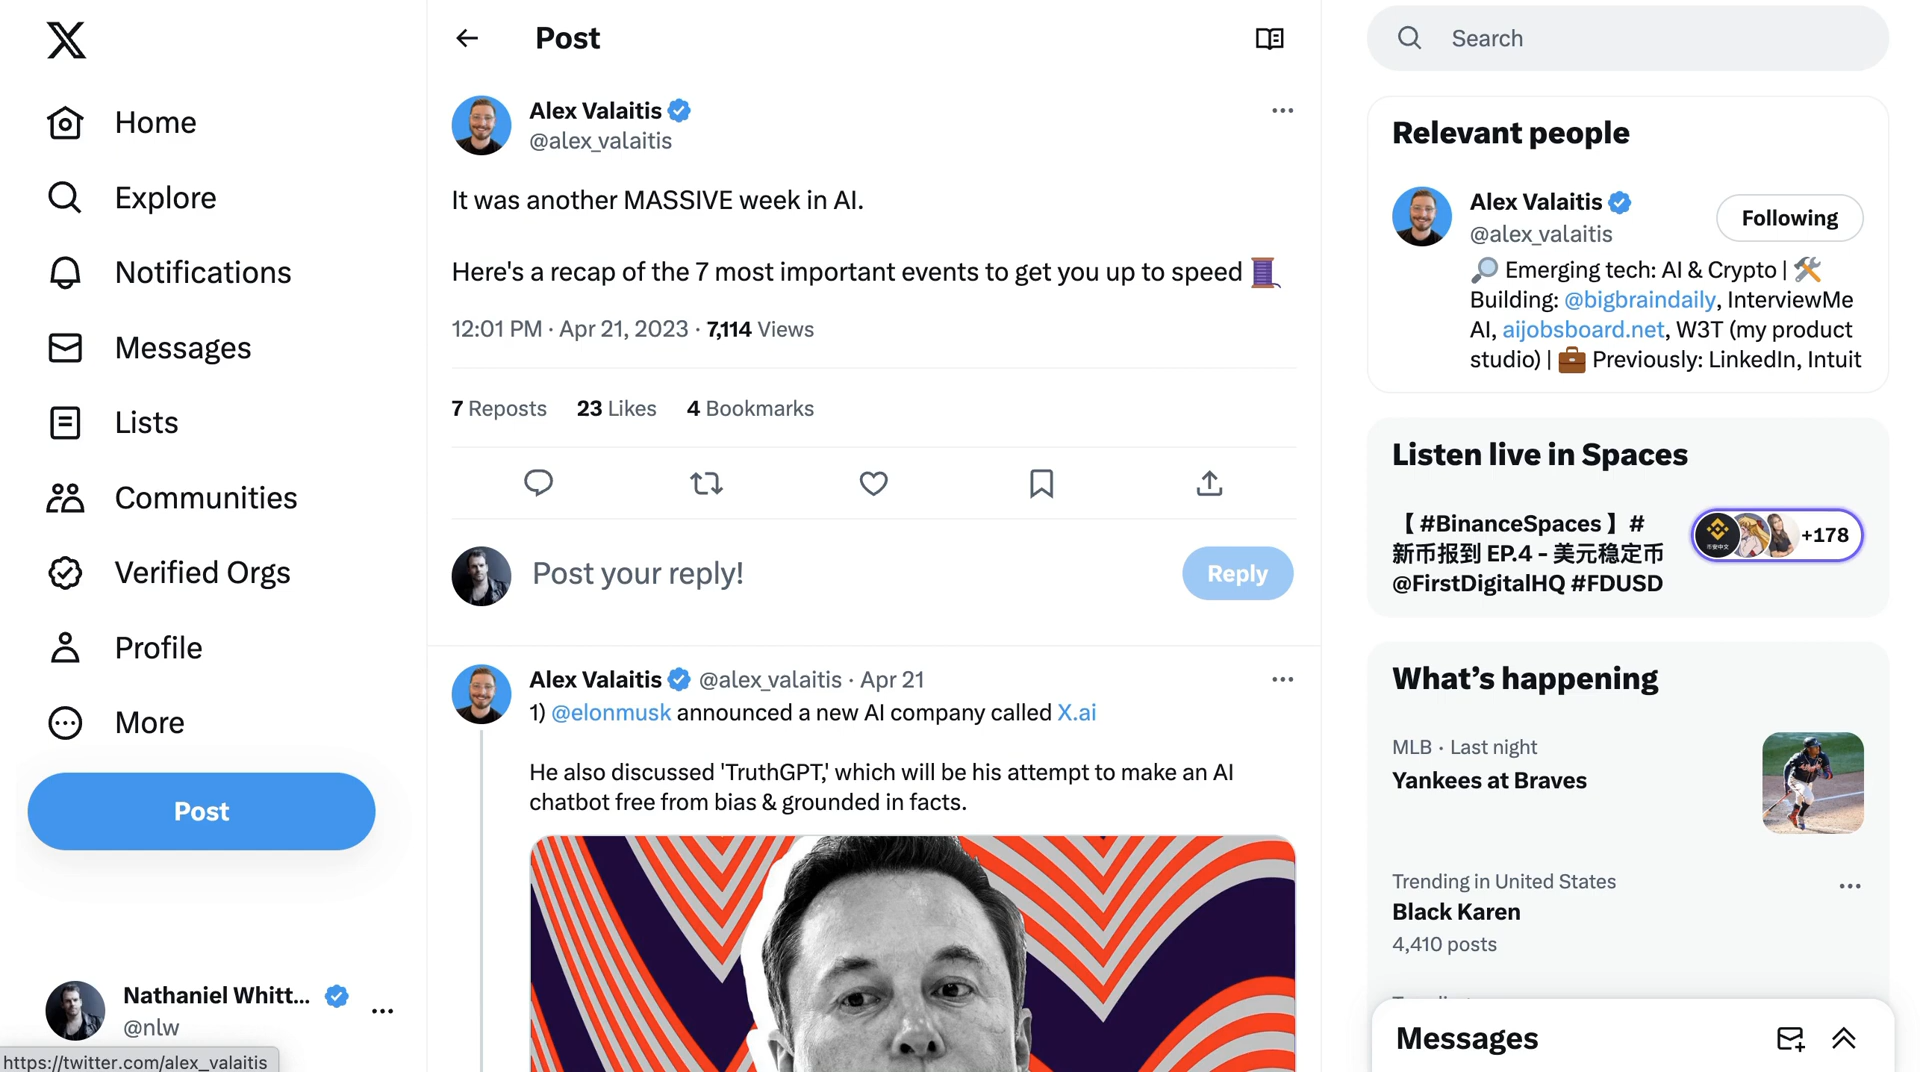 Home
Explore
Notifications
Messages
Lists
Communities
Verified Orgs
Profile
More
Post
Nathaniel Whitt...
@nlw
https://twitter.com/alex_valaitis
Post
Alex Valaitis
@alex_valaitis
It was another MASSIVE week in AI.
Here's a recap of the 7 most important events to get you up to speed 🧵
12:01 PM · Apr 21, 2023 · 7,114 Views
7 Reposts 23 Likes 4 Bookmarks
Post your reply!
Reply
Alex Valaitis @alex_valaitis · Apr 21
1) @elonmusk announced a new AI company called X.ai
He also discussed 'TruthGPT,' which will be his attempt to make an AI
chatbot free from bias & grounded in facts.
Search
Relevant people
Alex Valaitis
@alex_valaitis
Following
🔎 Emerging tech: AI & Crypto | 🛠️
Building: @bigbraindaily, InterviewMe
AI, aijobsboard.net, W3T (my product
studio) | 💼 Previously: LinkedIn, Intuit
Listen live in Spaces
【 #BinanceSpaces 】#
新币报到 EP.4 - 美元稳定币
@FirstDigitalHQ #FDUSD
+178
What's happening
MLB · Last night
Yankees at Braves
Trending in United States
Black Karen
4,410 posts
Messages